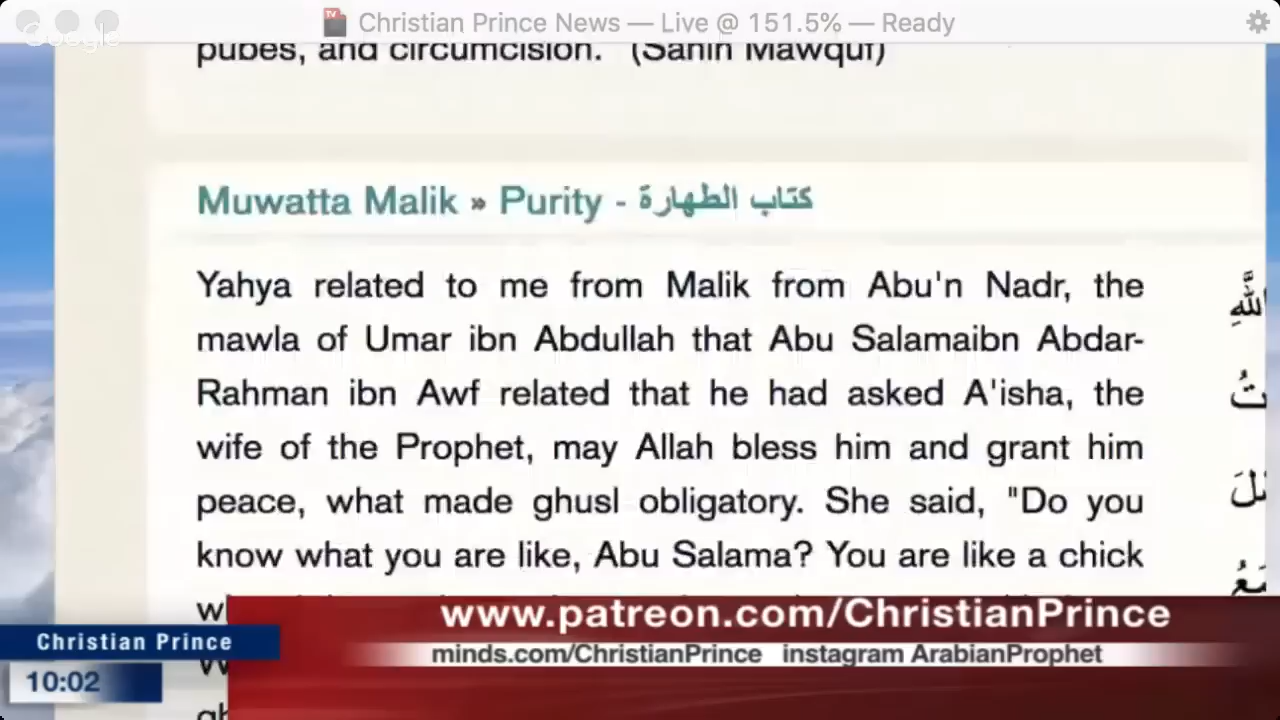 Christian Prince News — Live @ 151.5% — Ready
Google
pubes, and circumcision. (Sahih Mawquf)
Muwatta Malik » Purity - كتاب الطهارة
Yahya related to me from Malik from Abu'n Nadr, the
mawla of Umar ibn Abdullah that Abu Salamaibn Abdar-
Rahman ibn Awf related that he had asked A'isha, the
wife of the Prophet, may Allah bless him and grant him
peace, what made ghusl obligatory. She said, "Do you
know what you are like, Abu Salama? You are like a chick
www.patreon.com/ChristianPrince
Christian Prince
minds.com/ChristianPrince instagram ArabianProphet
10:02